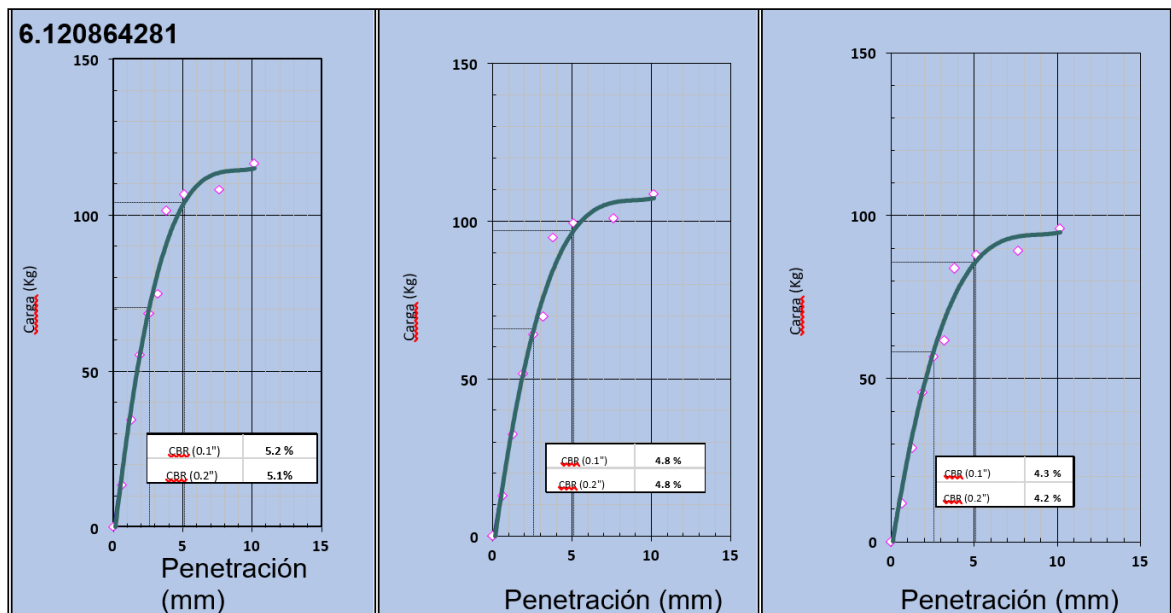 6.120864281
150
100
50
0
0
5
10
15
Carga (Kg)
CBR (0.1") 5.2 %
CBR (0.2") 5.1%
Penetración
(mm)
150
100
50
0
0
5
10
15
Carga (Kg)
CBR (0.1") 4.8 %
CBR (0.2") 4.8 %
Penetración (mm)
150
100
50
0
0
5
10
15
Carga (Kg)
CBR (0.1") 4.3 %
CBR (0.2") 4.2 %
Penetración (mm)